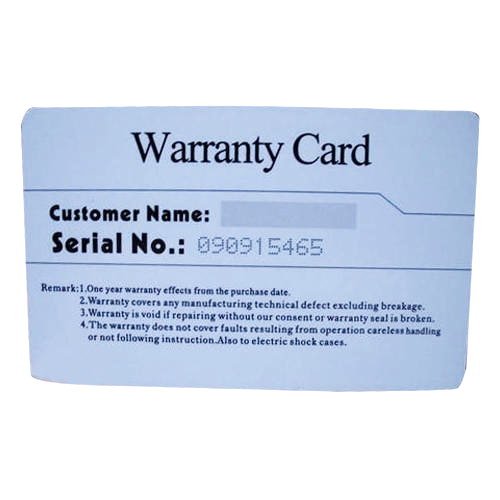 Warranty Card
Customer Name:
Serial No.: 090915465
Remark:1.One year warranty effects from the purchase date.
2.Warranty covers any manufacturing technical defect excluding breakage.
3.Warranty is void if repairing without our consent or warranty seal is broken.
4.The warranty does not cover faults resulting from operation careless handling
or not following instruction.Also to electric shock cases.